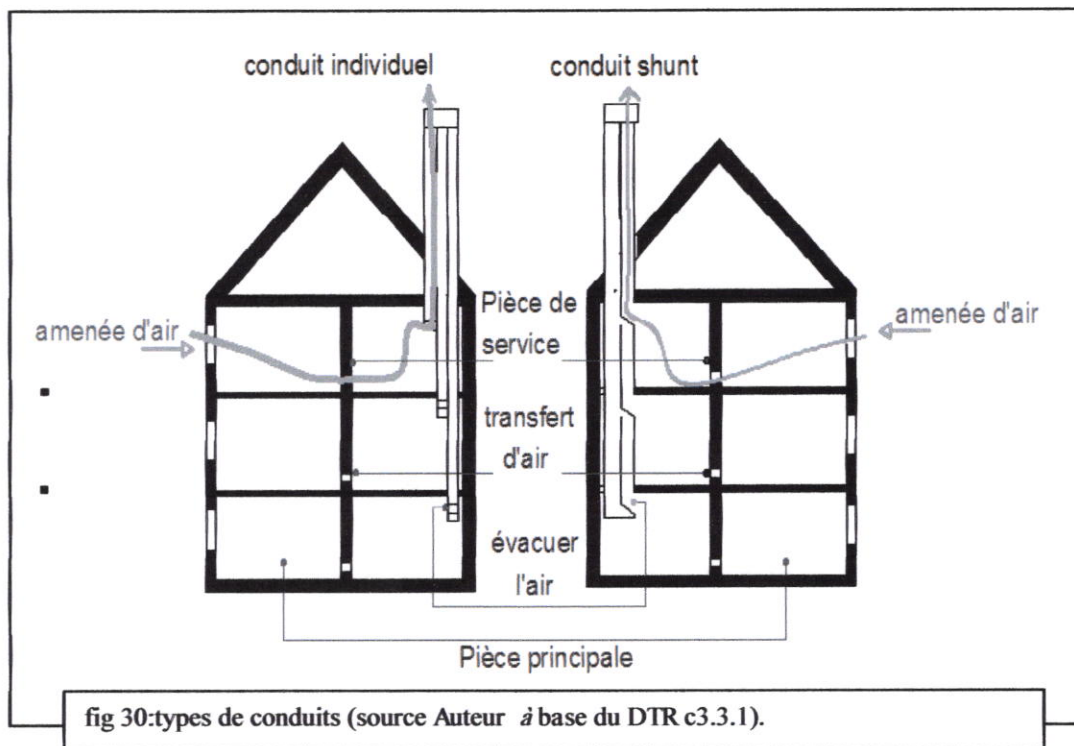 conduit individuel
conduit shunt
amenée d'air
Pièce de
service
amenée d'air
transfert
d'air
évacuer
l'air
Pièce principale
fig 30:types de conduits (source Auteur à base du DTR c3.3.1).